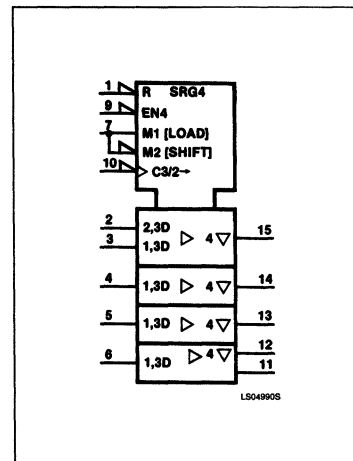 1 R SRG4
9 EN4
7 M1 [LOAD]
M2 [SHIFT]
10 C3/2→
2 2,3D 4 15
3 1,3D
4 1,3D 4 14
5 1,3D 4 13
6 1,3D 4 12
11
LS04990S